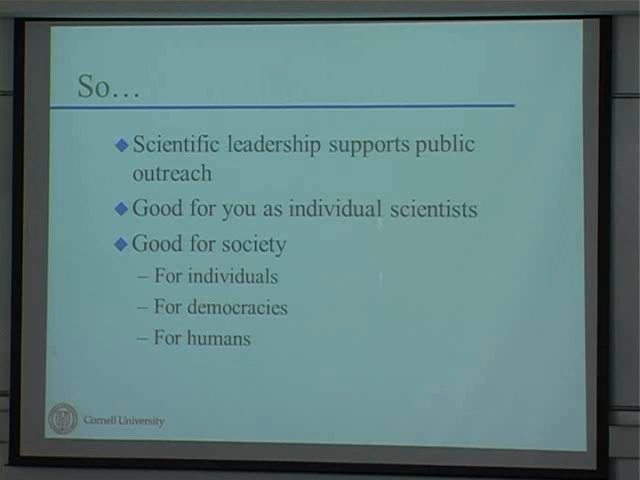 So…
Scientific leadership supports public
outreach
Good for you as individual scientists
Good for society
– For individuals
– For democracies
– For humans
Cornell University